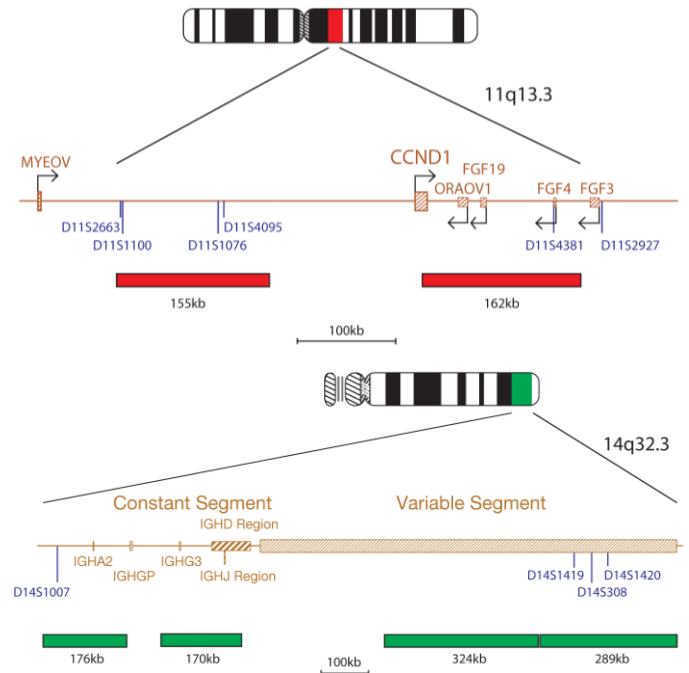 11q13.3
MYEOV
CCND1
FGF19
ORAOV1
FGF4
FGF3
D11S2663
D11S4095
D11S1100
D11S1076
D11S4381
D11S2927
155kb
162kb
100kb
14q32.3
Constant Segment
Variable Segment
IGHD Region
IGHA2
IGHG3
IGHGP
IGHJ Region
D14S1007
D14S1419
D14S1420
D14S308
176kb
170kb
100kb
324kb
289kb